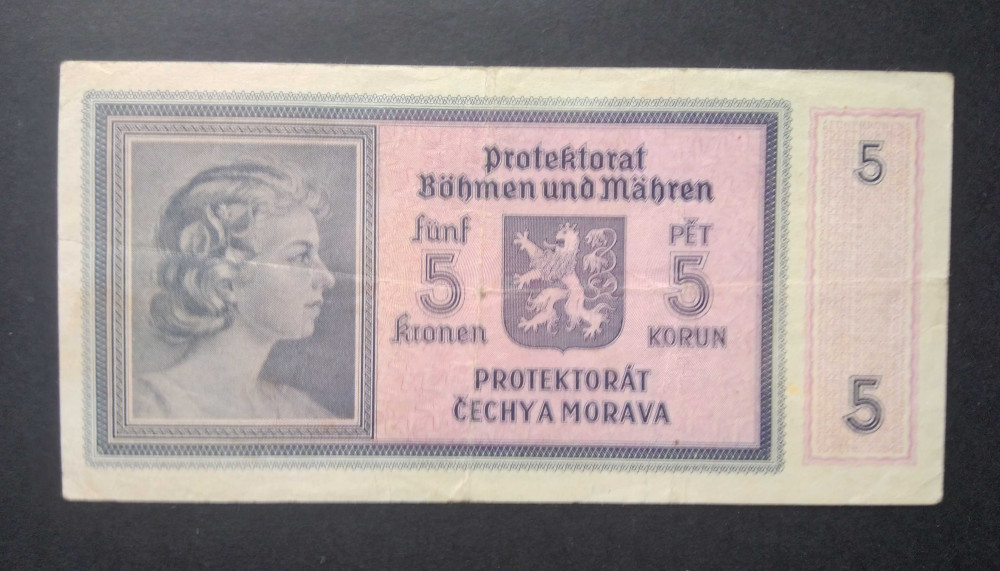 Protektorat
Böhmen und Mähren
fünf
5
Kronen
PĚT
5
KORUN
PROTEKTORÁT
ČECHY A MORAVA
5
5